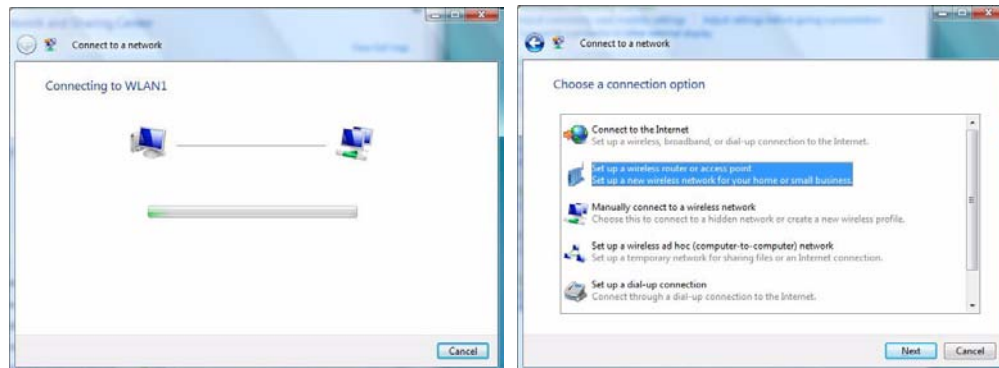 Connect to a network
Connecting to WLAN1
Cancel
Connect to a network
Choose a connection option
Connect to the Internet
Set up a wireless, broadband, or dial-up connection to the Internet.
Set up a wireless router or access point
Set up a new wireless network for your home or small business.
Manually connect to a wireless network
Choose this to connect to a hidden network or create a new wireless profile.
Set up a wireless ad hoc (computer-to-computer) network
Set up a temporary network for sharing files or an Internet connection.
Set up a dial-up connection
Connect through a dial-up connection to the Internet.
Next
Cancel